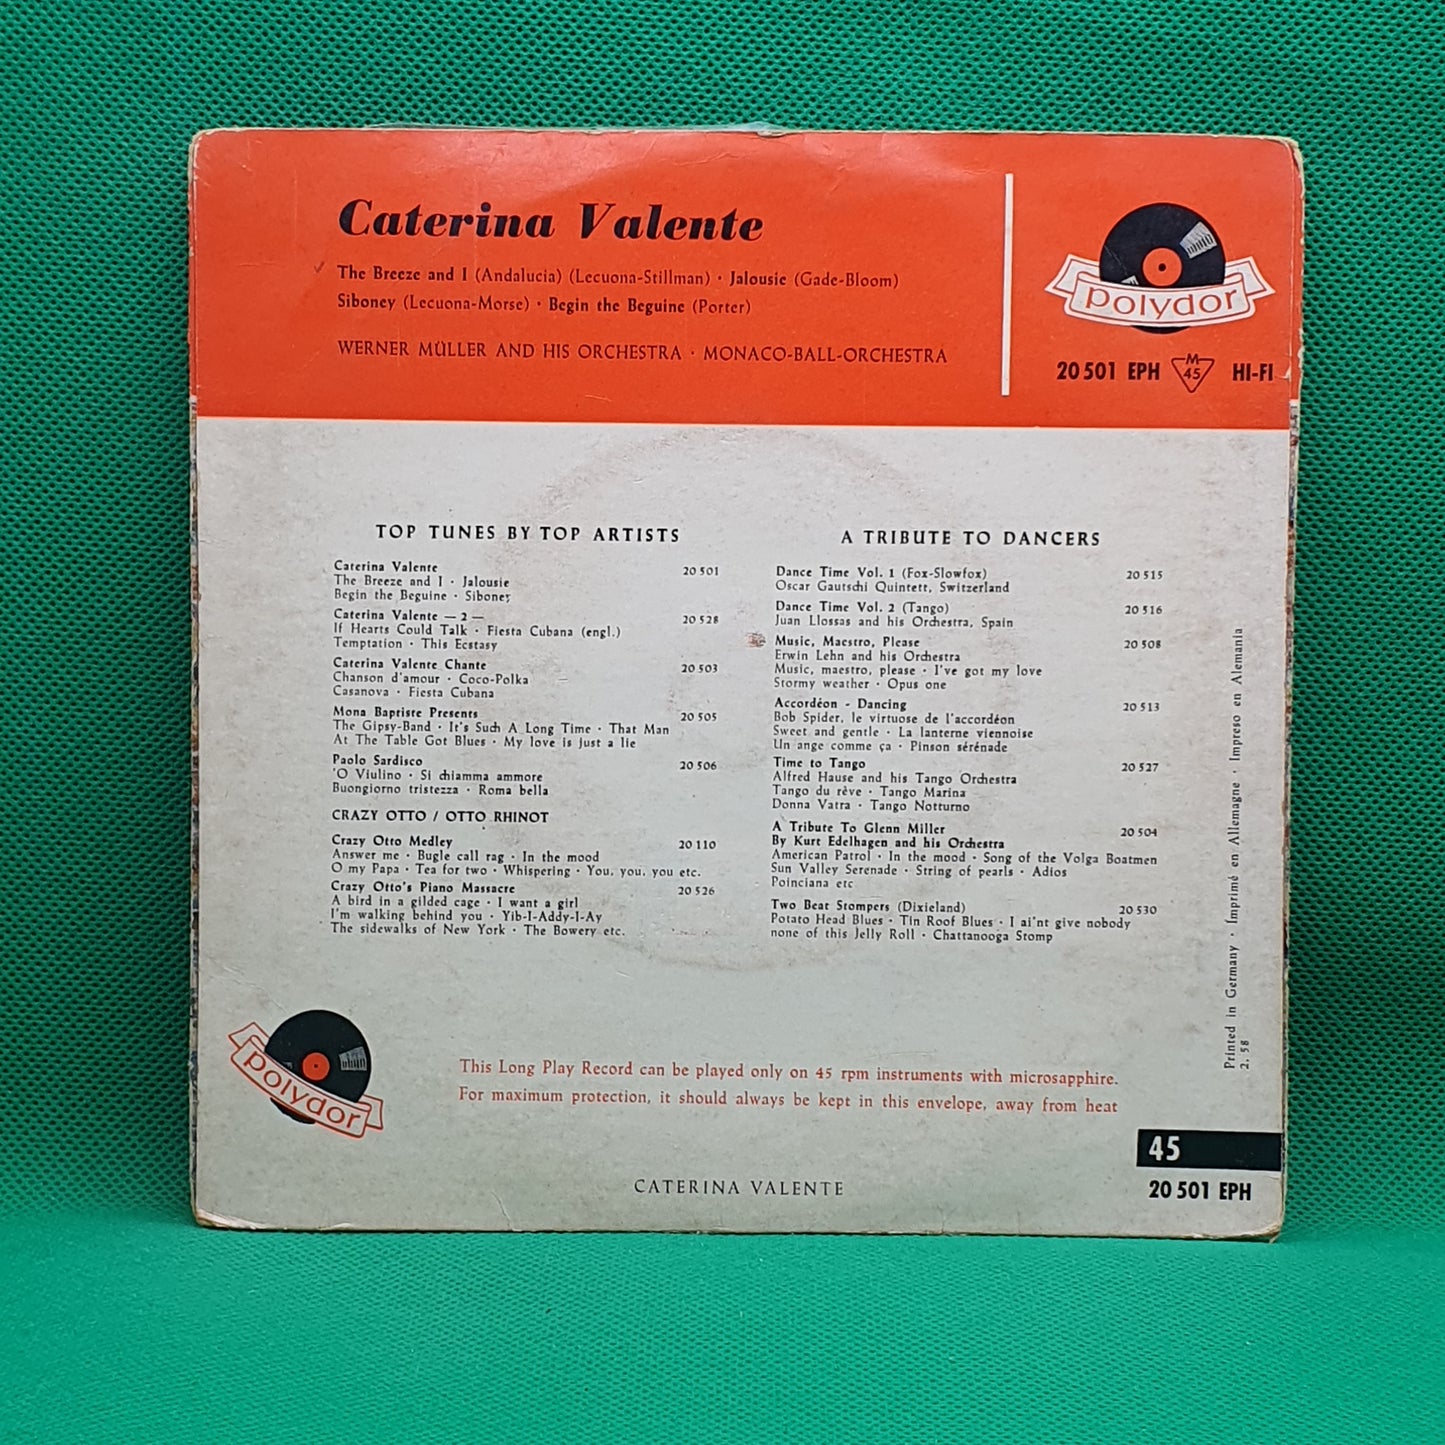 Caterina Valente
The Breeze and I (Andalucia) (Lecuona-Stillman) · Jalousie (Gade-Bloom)
Siboney (Lecuona-Morse) · Begin the Beguine (Porter)
WERNER MÜLLER AND HIS ORCHESTRA · MONACO-BALL-ORCHESTRA
polydor
20 501 EPH M 45 HI-FI
TOP TUNES BY TOP ARTISTS
Caterina Valente 20 501
The Breeze and I · Jalousie
Begin the Beguine · Siboney
Caterina Valente — 2 — 20 528
If Hearts Could Talk · Fiesta Cubana (engl.)
Temptation · This Ecstasy
Caterina Valente Chante 20 503
Chanson d'amour · Coco-Polka
Casanova · Fiesta Cubana
Mona Baptiste Presents 20 505
The Gipsy-Band · It's Such A Long Time · That Man
At The Table Got Blues · My love is just a lie
Paolo Sardisco 20 506
'O Viulino · Si chiamma ammore
Buongiorno tristezza · Roma bella
CRAZY OTTO / OTTO RHINOT
Crazy Otto Medley 20 110
Answer me · Bugle call rag · In the mood
O my Papa · Tea for two · Whispering · You, you, you etc.
Crazy Otto's Piano Massacre 20 526
A bird in a gilded cage · I want a girl
I'm walking behind you · Yib-I-Addy-I-Ay
The sidewalks of New York · The Bowery etc.
A TRIBUTE TO DANCERS
Dance Time Vol. 1 (Fox-Slowfox) 20 515
Oscar Gautschi Quintett, Switzerland
Dance Time Vol. 2 (Tango) 20 516
Juan Llossas and his Orchestra, Spain
Music, Maestro, Please 20 508
Erwin Lehn and his Orchestra
Music, maestro, please · I've got my love
Stormy weather · Opus one
Accordéon - Dancing 20 513
Bob Spider, le virtuose de l'accordéon
Sweet and gentle · La lanterne viennoise
Un ange comme ça · Pinson sérénade
Time to Tango 20 527
Alfred Hause and his Tango Orchestra
Tango du rêve · Tango Marina
Donna Vatra · Tango Notturno
A Tribute To Glenn Miller 20 504
By Kurt Edelhagen and his Orchestra
American Patrol · In the mood · Song of the Volga Boatmen
Sun Valley Serenade · String of pearls · Adios
Poinciana etc
Two Beat Stompers (Dixieland) 20 530
Potato Head Blues · Tin Roof Blues · I ai'nt give nobody
none of this Jelly Roll · Chattanooga Stomp
Printed in Germany · Imprimé en Allemagne · Impreso en Alemania
2. 58
polydor
This Long Play Record can be played only on 45 rpm instruments with microsapphire.
For maximum protection, it should always be kept in this envelope, away from heat
45
20 501 EPH
CATERINA VALENTE